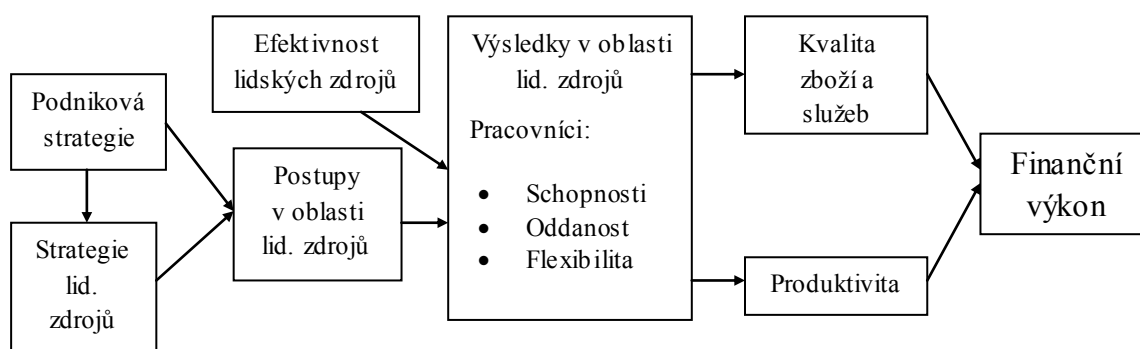 Podniková
strategie
Strategie
lid.
zdrojů
Efektivnost
lidských zdrojů
Postupy
v oblasti
lid. zdrojů
Výsledky v oblasti
lid. zdrojů
Pracovníci:
• Schopnosti
• Oddanost
• Flexibilita
Kvalita
zboží a
služeb
Produktivita
Finanční
výkon